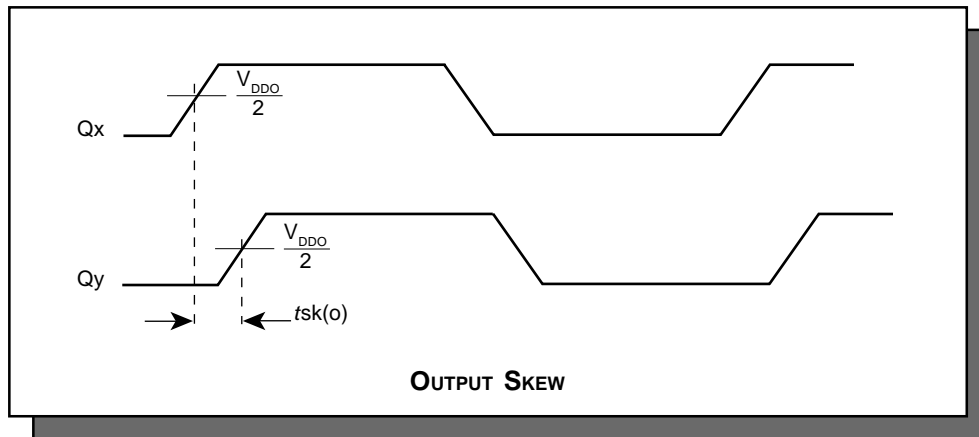 Qx
V_DDO
2
Qy
V_DDO
2
tsk(o)
OUTPUT SKEW